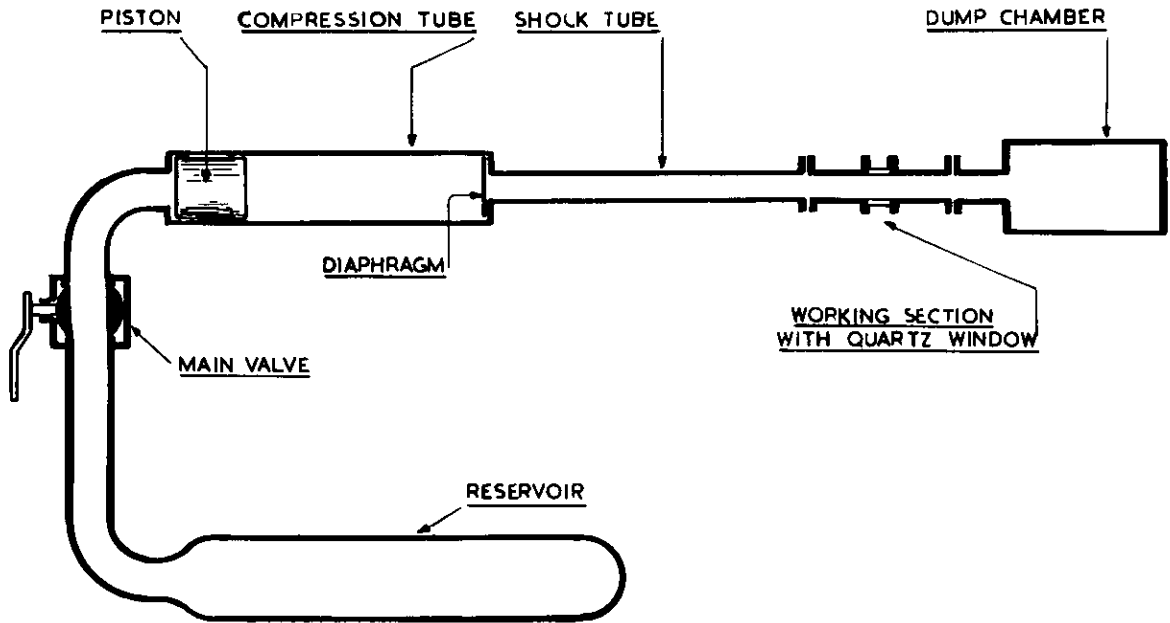 PISTON
COMPRESSION TUBE
SHOCK TUBE
DUMP CHAMBER
DIAPHRAGM
WORKING SECTION
WITH QUARTZ WINDOW
MAIN VALVE
RESERVOIR